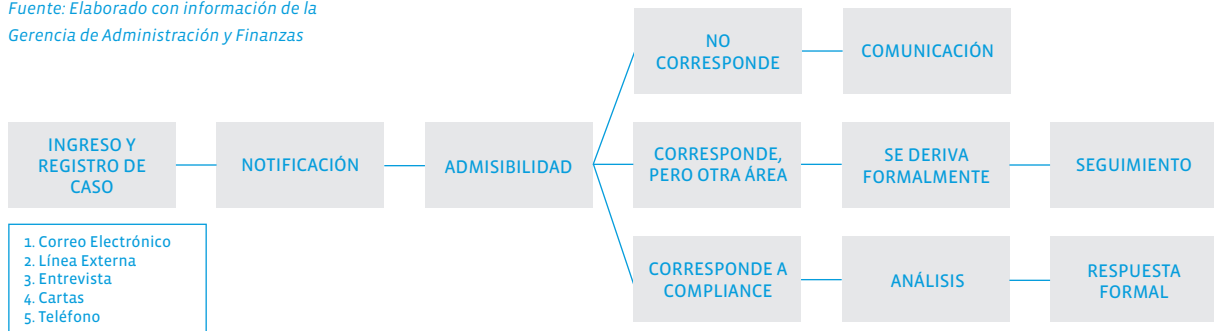 Fuente: Elaborado con información de la
Gerencia de Administración y Finanzas
NO
CORRESPONDE
COMUNICACIÓN
INGRESO Y
REGISTRO DE
CASO
NOTIFICACIÓN
ADMISIBILIDAD
CORRESPONDE,
PERO OTRA ÁREA
SE DERIVA
FORMALMENTE
SEGUIMIENTO
1. Correo Electrónico
2. Línea Externa
3. Entrevista
4. Cartas
5. Teléfono
CORRESPONDE A
COMPLIANCE
ANÁLISIS
RESPUESTA
FORMAL